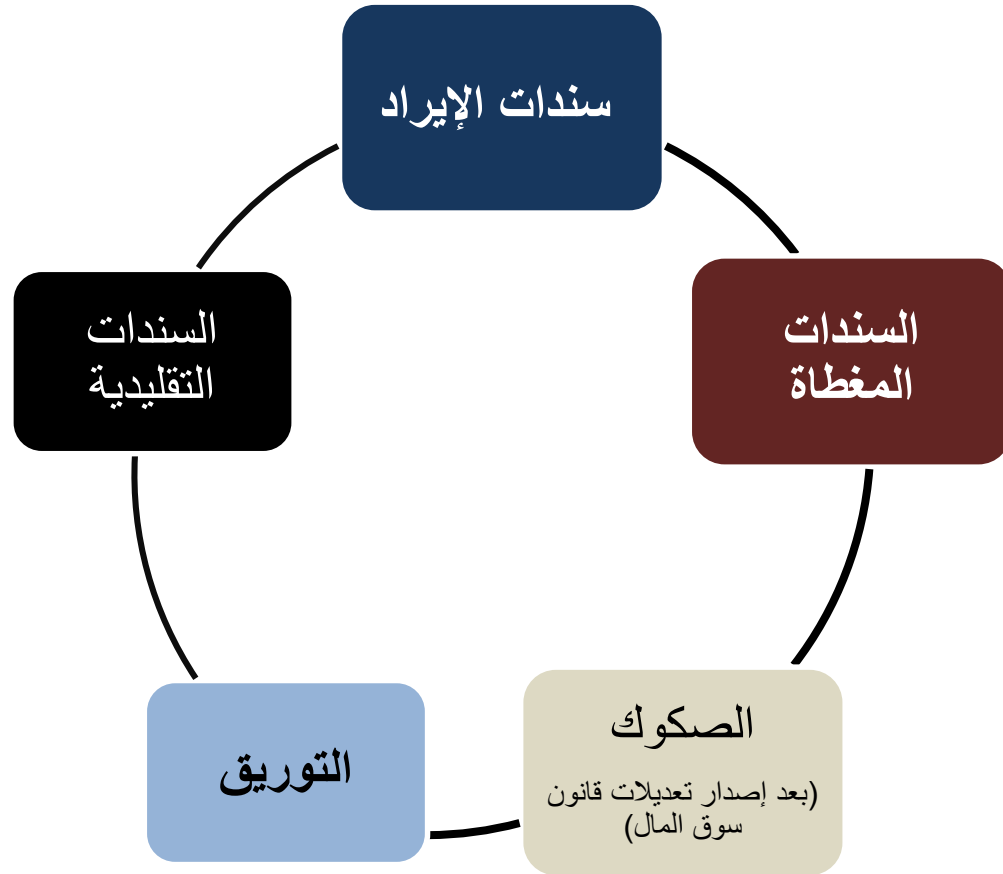 سندات الإيراد
السندات
المغطاة
السندات
التقليدية
الصكوك
(بعد إصدار تعديلات قانون
سوق المال)
التوريق